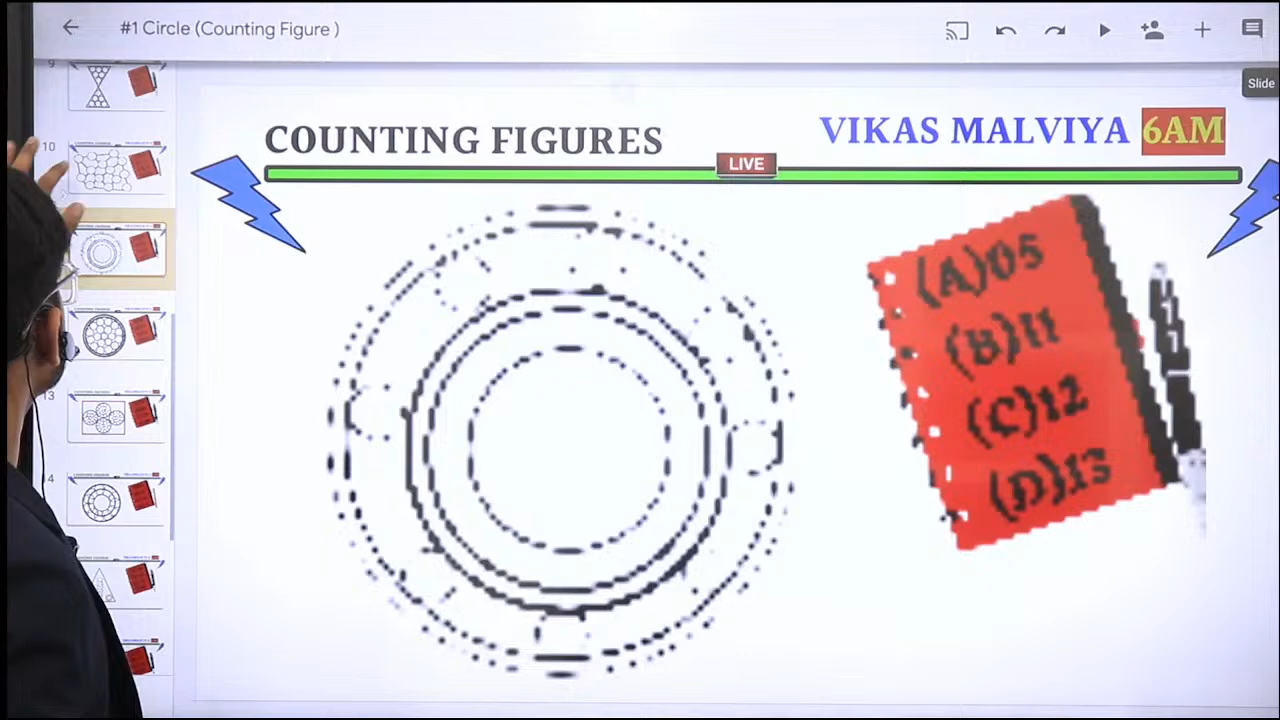 #1 Circle (Counting Figure )
Slide
9
10
13
14
COUNTING FIGURES
VIKAS MALVIYA 6AM
LIVE
(A)05
(B)11
(C)12
(D)13